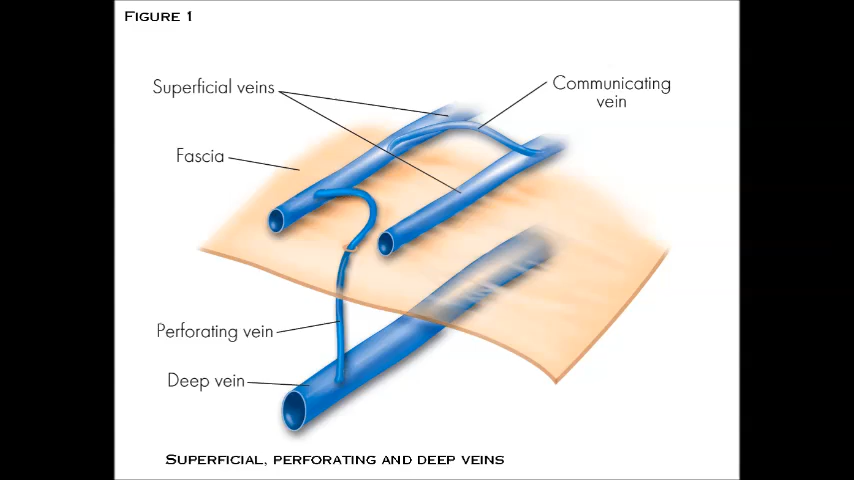 FIGURE 1
Superficial veins
Communicating
vein
Fascia
Perforating vein
Deep vein
SUPERFICIAL, PERFORATING AND DEEP VEINS